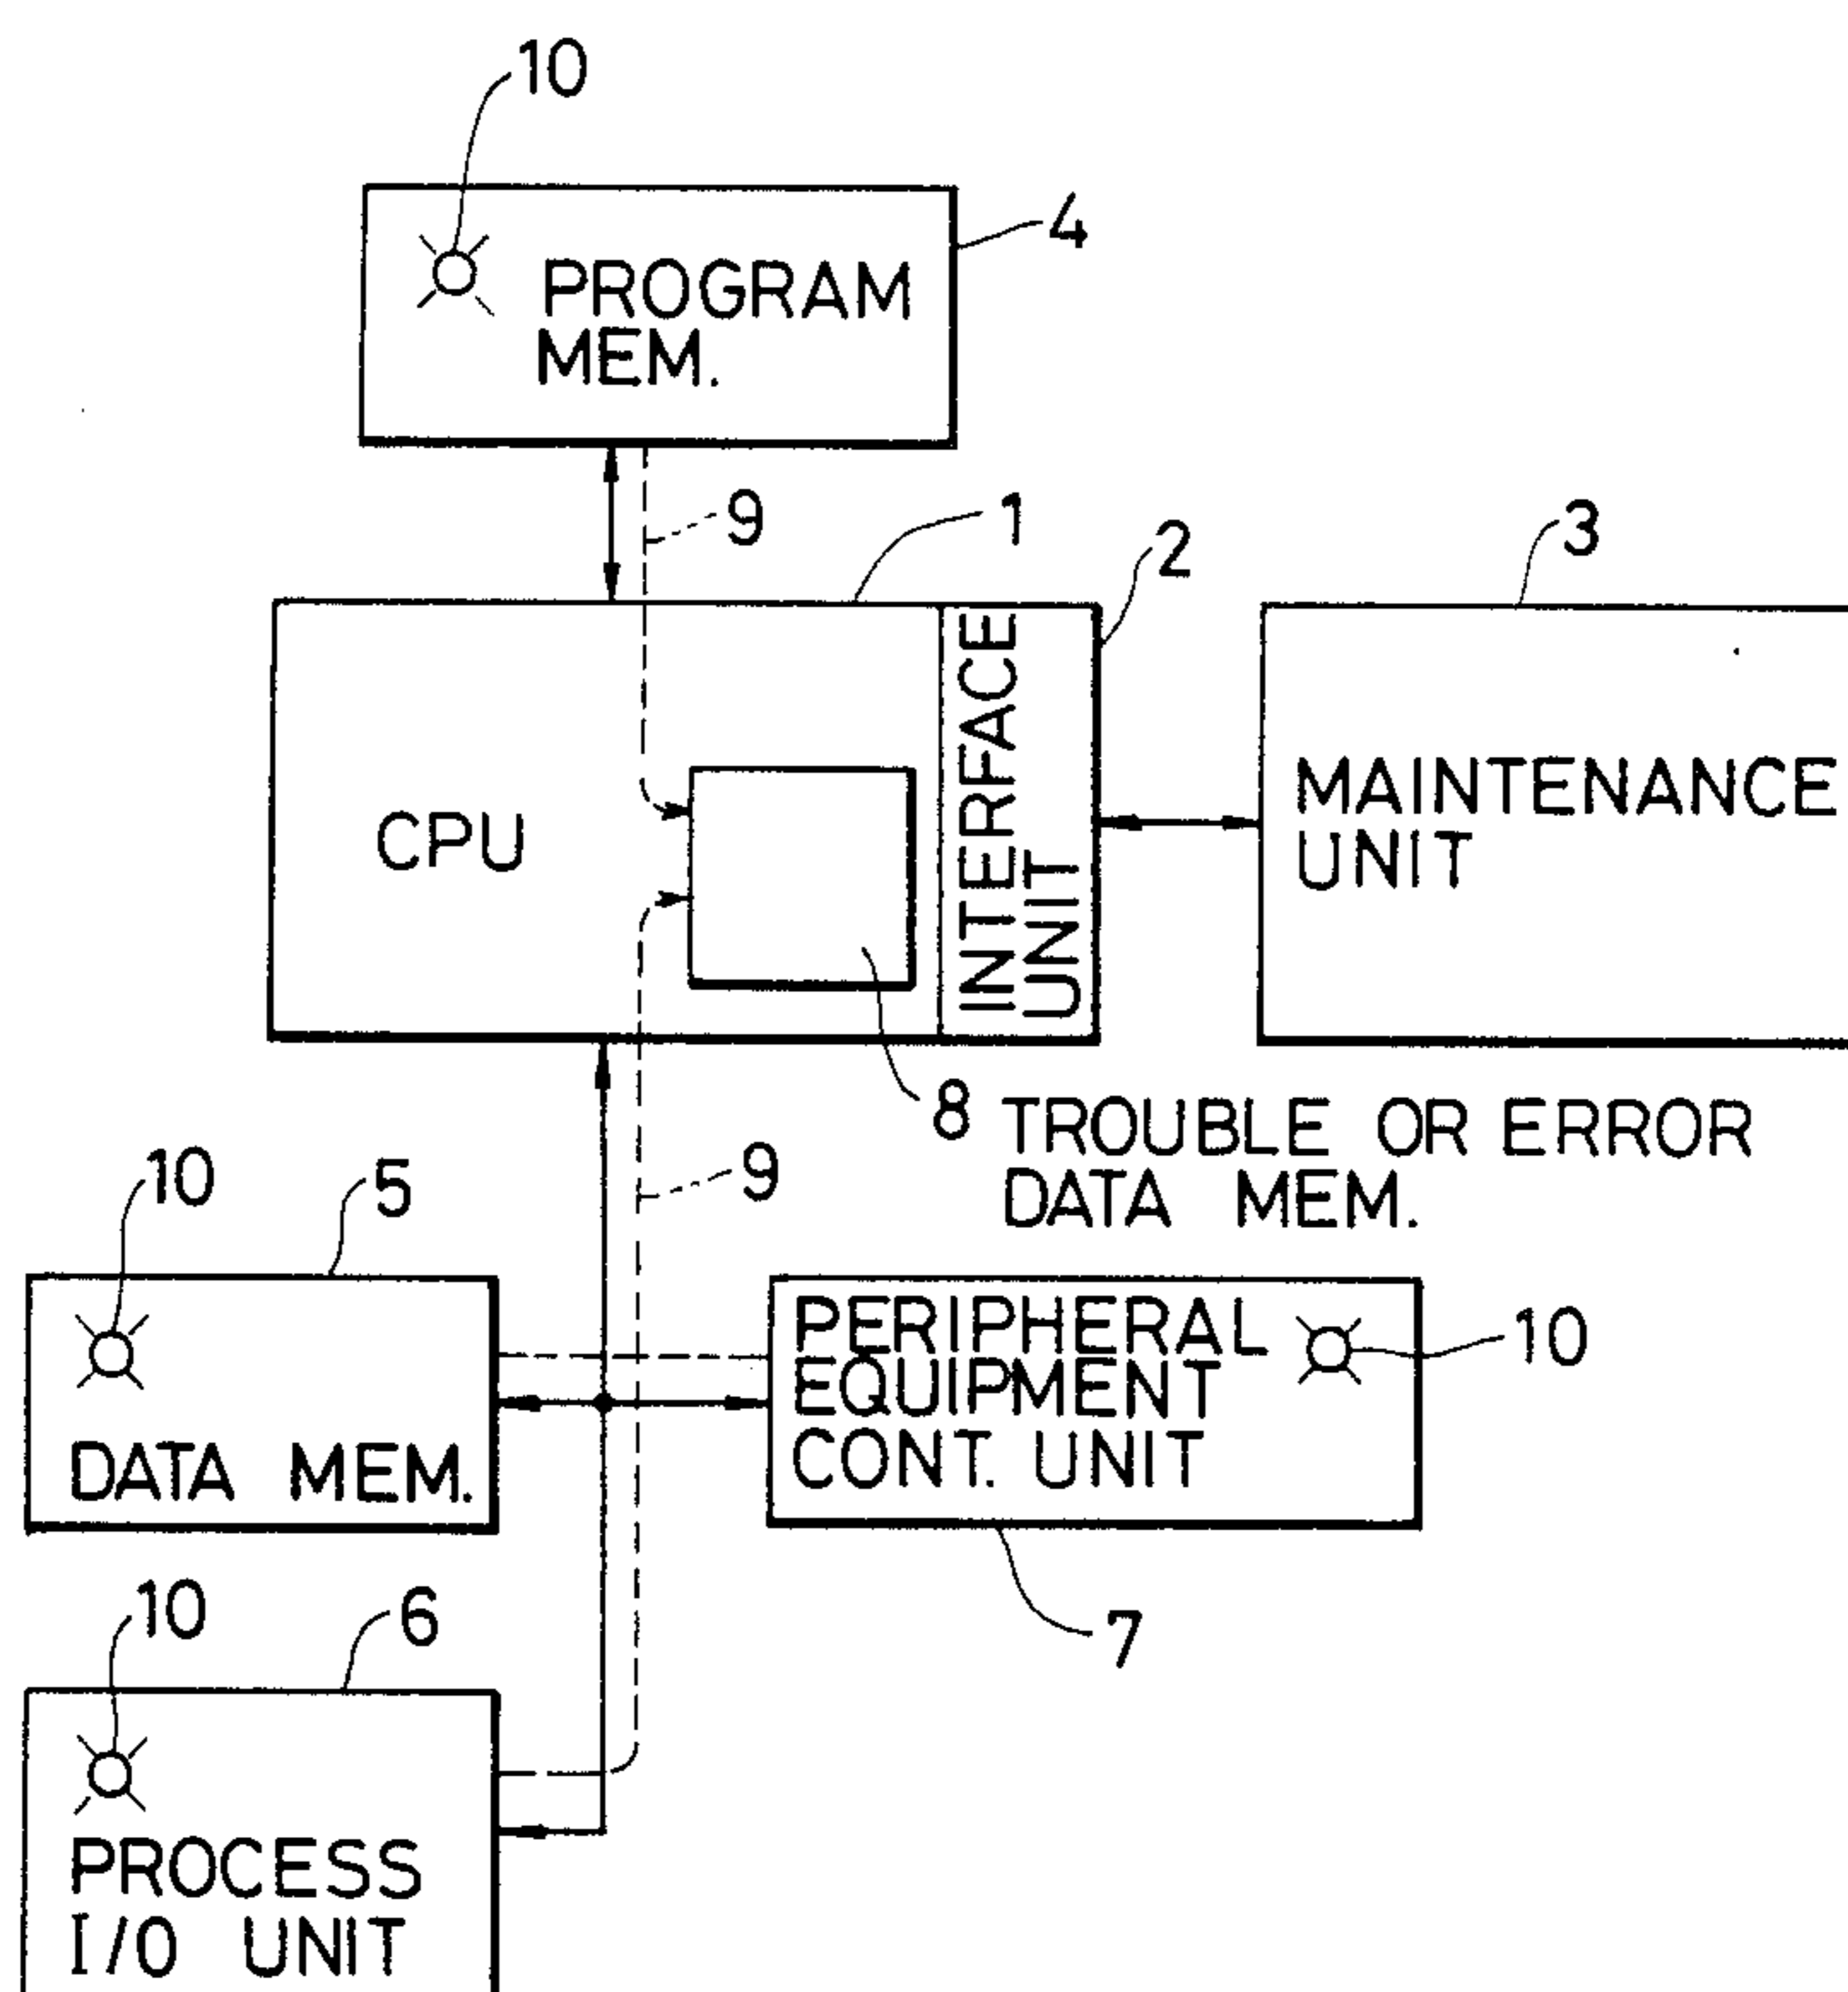 10
4
PROGRAM
MEM.
9
1
2
3
CPU
INTERFACE
UNIT
MAINTENANCE
UNIT
8 TROUBLE OR ERROR
DATA MEM.
10
5
9
DATA MEM.
PERIPHERAL
EQUIPMENT
CONT. UNIT
10
7
10
6
PROCESS
I/O UNIT